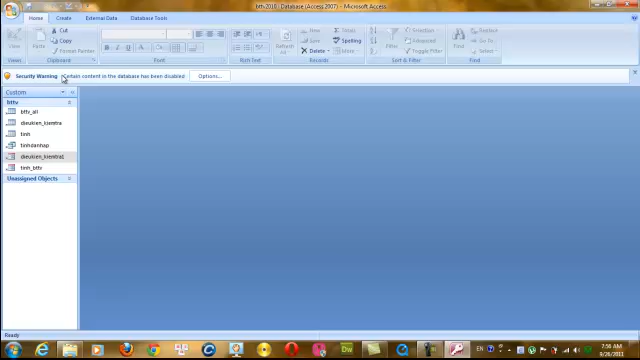 bttv2010 - Database (Access 2007) - Microsoft Access
Home Create External Data Database Tools
View Paste Cut Copy Format Painter Refresh All New Totals Save Spelling Delete More Filter Selection Advanced Toggle Filter Find Go To Select
Views Clipboard Font Rich Text Records Sort & Filter Find
Security Warning Certain content in the database has been disabled Options...
Custom
bttv
bttv_all
dieukien_kiemtra
tinh
tinhdanhap
dieukien_kiemtra1
tinh_bttv
Unassigned Objects
Ready
EN 7:56 AM
9/26/2011